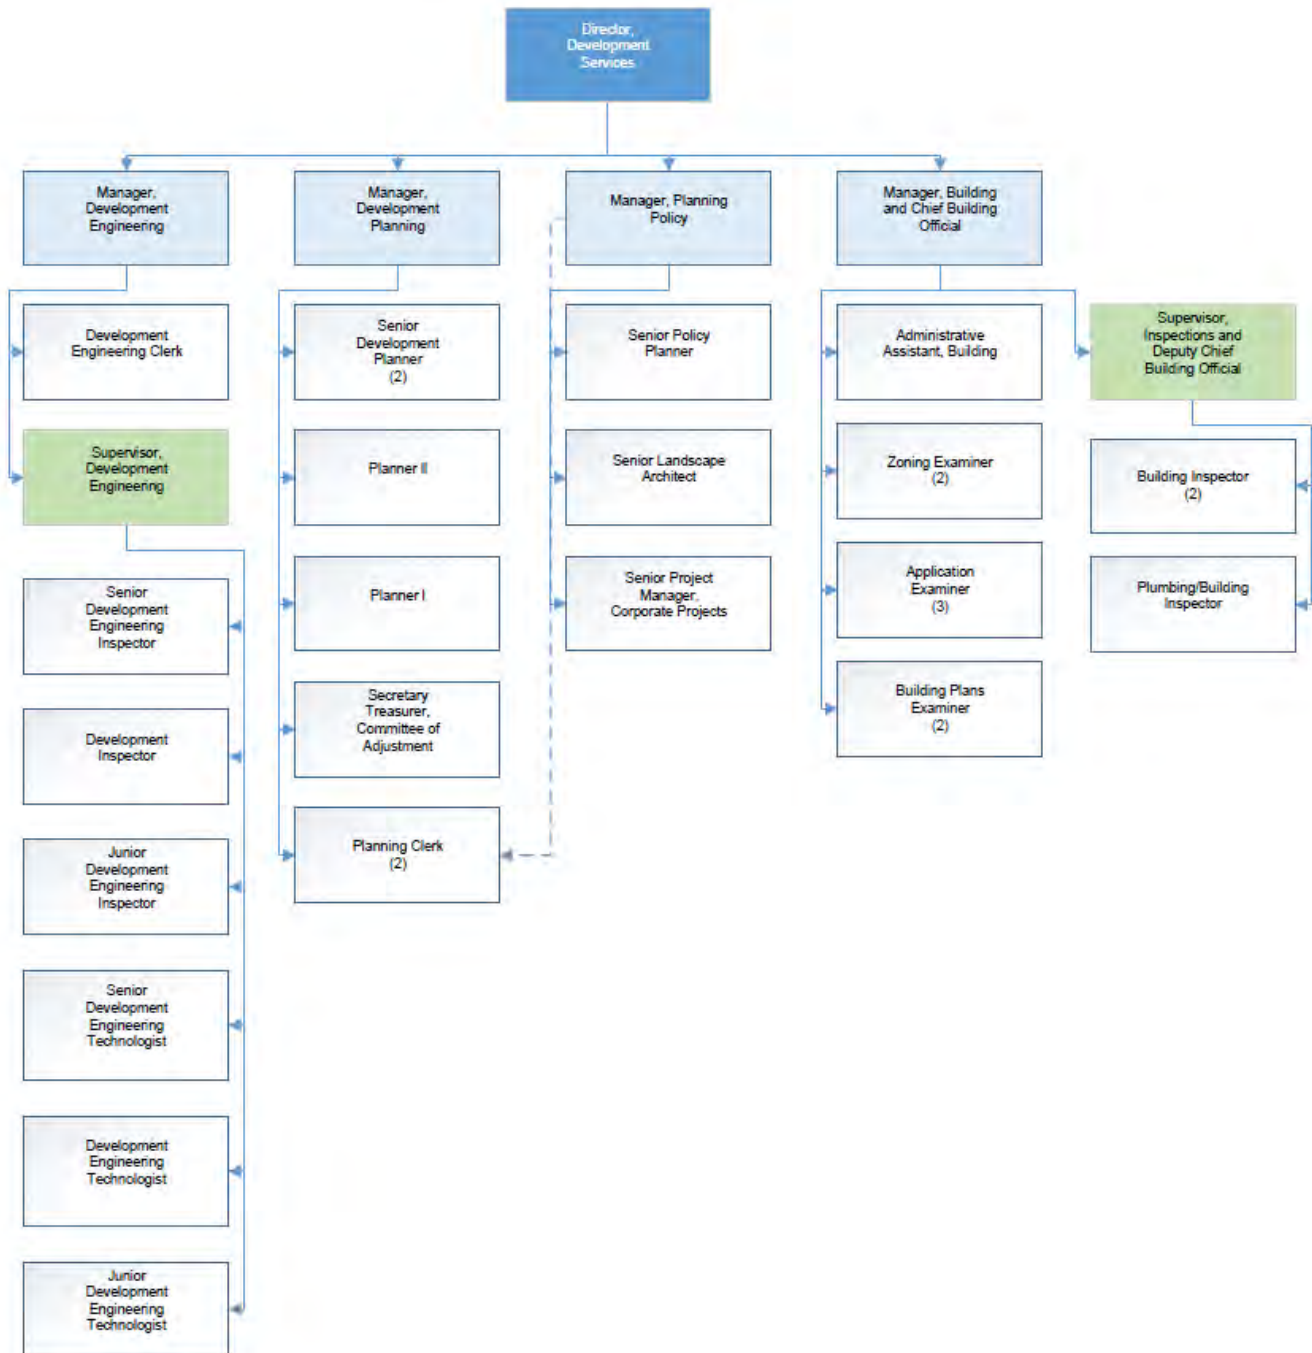 Director,
Development
Services
Manager,
Development
Engineering
Manager,
Development
Planning
Manager, Planning
Policy
Manager, Building
and Chief Building
Official
Development
Engineering Clerk
Senior
Development
Planner
(2)
Senior Policy
Planner
Administrative
Assistant, Building
Supervisor,
Inspections and
Deputy Chief
Building Official
Supervisor,
Development
Engineering
Planner II
Senior Landscape
Architect
Zoning Examiner
(2)
Building Inspector
(2)
Senior
Development
Engineering
Inspector
Planner I
Senior Project
Manager,
Corporate Projects
Application
Examiner
(3)
Plumbing/Building
Inspector
Development
Inspector
Secretary
Treasurer,
Committee of
Adjustment
Building Plans
Examiner
(2)
Junior
Development
Engineering
Inspector
Planning Clerk
(2)
Senior
Development
Engineering
Technologist
Development
Engineering
Technologist
Junior
Development
Engineering
Technologist